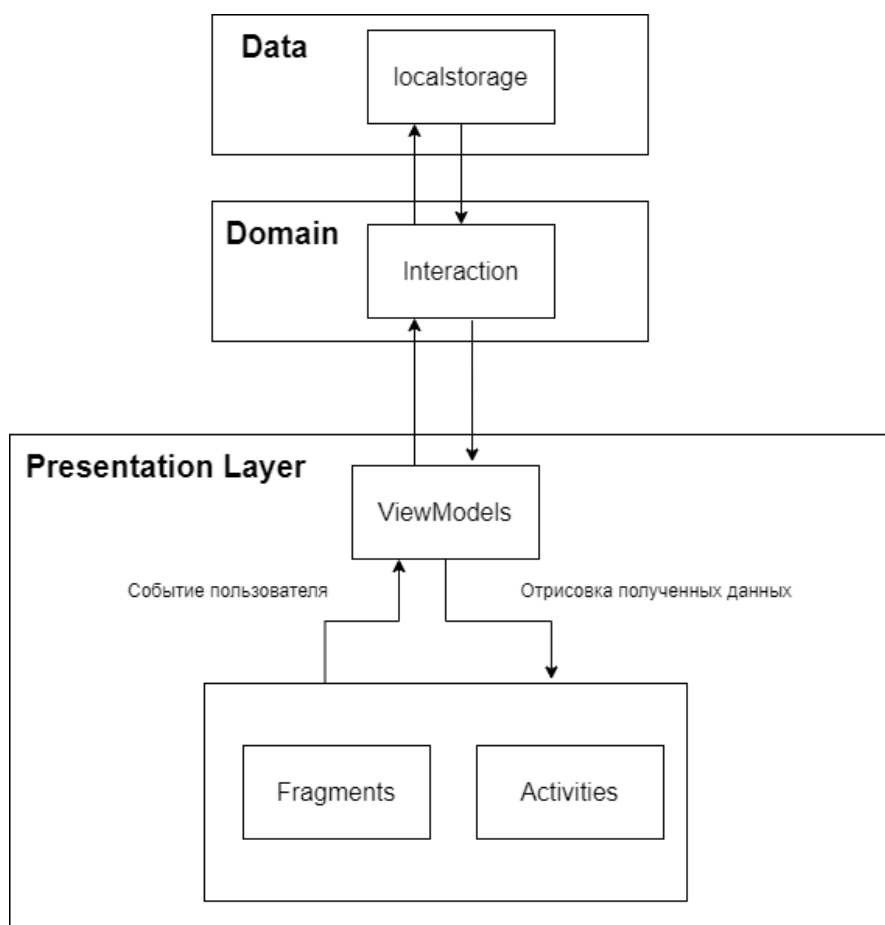 Data
localstorage
Domain
Interaction
Presentation Layer
ViewModels
Событие пользователя
Отрисовка полученных данных
Fragments
Activities